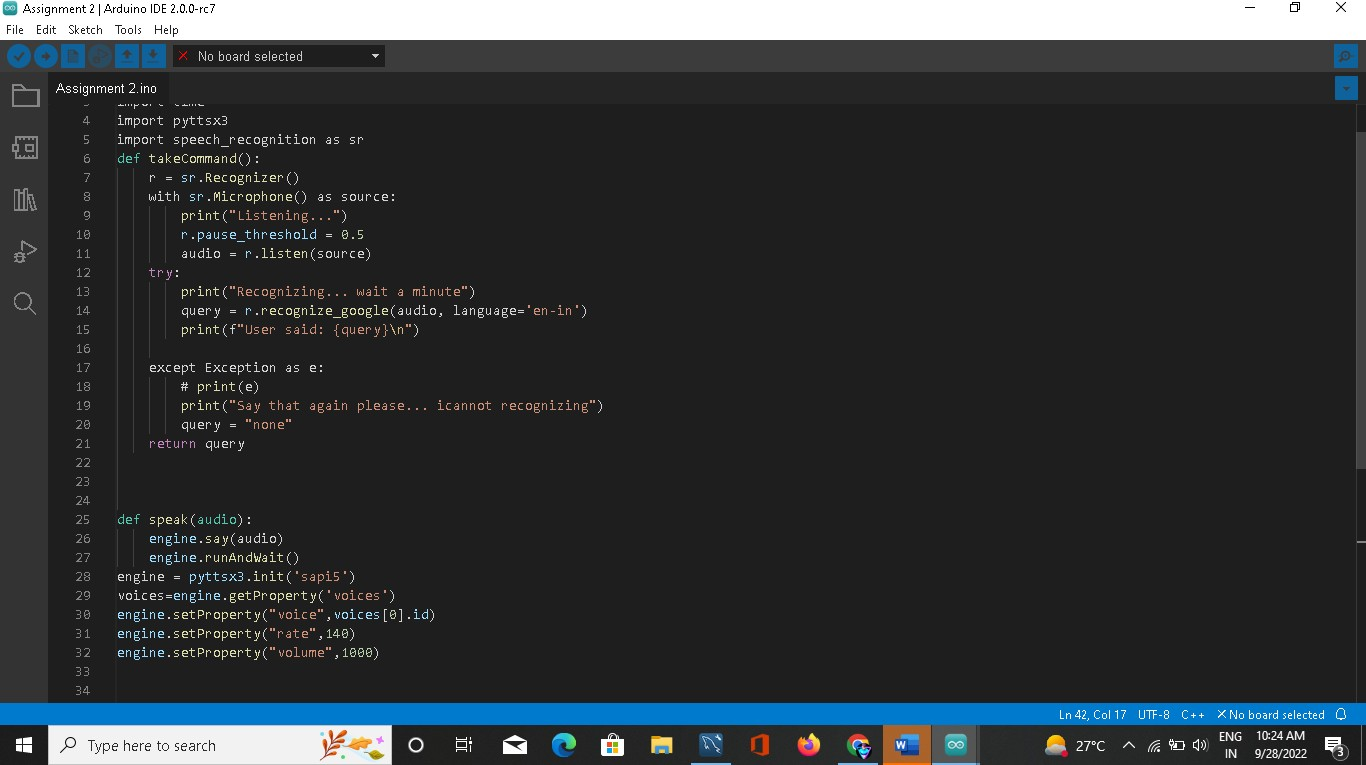 Assignment 2 | Arduino IDE 2.0.0-rc7
File Edit Sketch Tools Help
No board selected
Assignment 2.ino
3 import time
4 import pyttsx3
5 import speech_recognition as sr
6 def takeCommand():
7 r = sr.Recognizer()
8 with sr.Microphone() as source:
9 print("Listening...")
10 r.pause_threshold = 0.5
11 audio = r.listen(source)
12 try:
13 print("Recognizing... wait a minute")
14 query = r.recognize_google(audio, language='en-in')
15 print(f"User said: {query}\n")
16
17 except Exception as e:
18 # print(e)
19 print("Say that again please... icannot recognizing")
20 query = "none"
21 return query
22
23
24
25 def speak(audio):
26 engine.say(audio)
27 engine.runAndWait()
28 engine = pyttsx3.init('sapi5')
29 voices=engine.getProperty('voices')
30 engine.setProperty("voice",voices[0].id)
31 engine.setProperty("rate",140)
32 engine.setProperty("volume",1000)
33
34
Ln 42, Col 17 UTF-8 C++ No board selected
Type here to search
27°C
ENG
IN
10:24 AM
9/28/2022
3